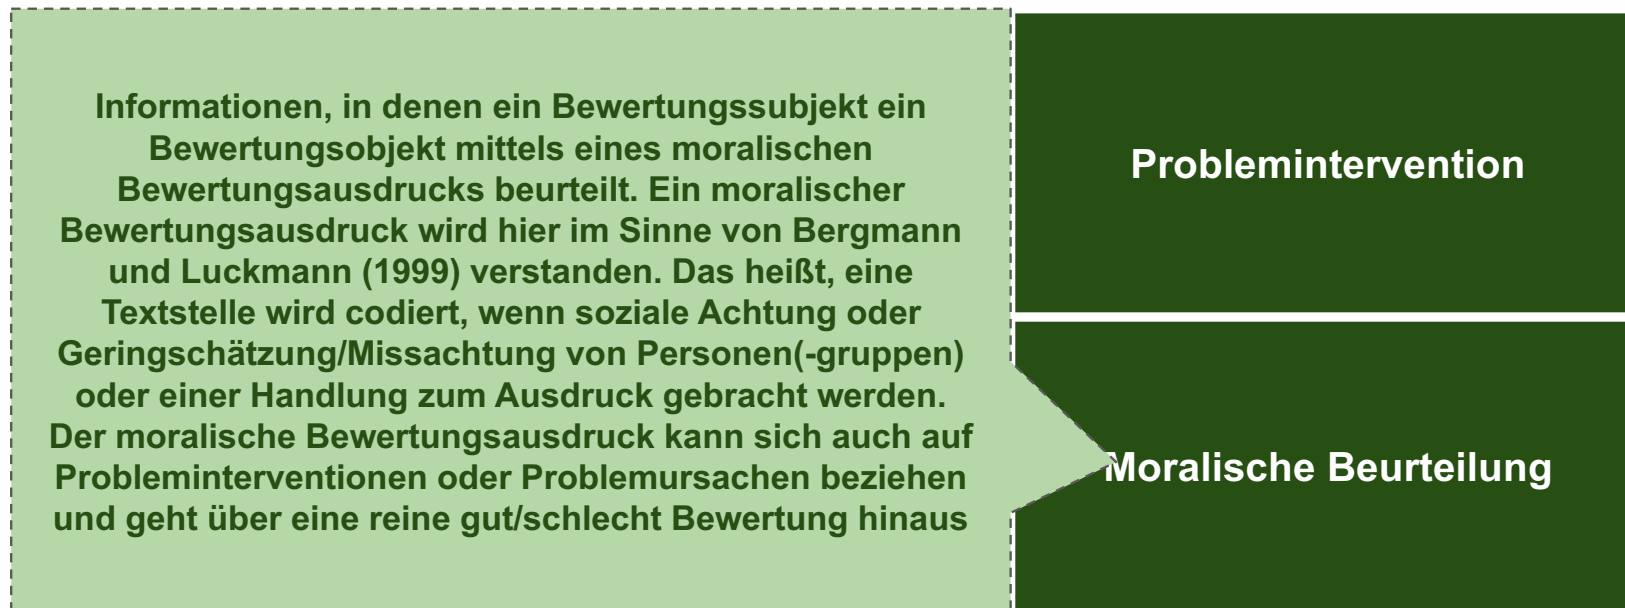 Informationen, in denen ein Bewertungssubjekt ein
Bewertungsobjekt mittels eines moralischen
Bewertungsausdrucks beurteilt. Ein moralischer
Bewertungsausdruck wird hier im Sinne von Bergmann
und Luckmann (1999) verstanden. Das heißt, eine
Textstelle wird codiert, wenn soziale Achtung oder
Geringschätzung/Missachtung von Personen(-gruppen)
oder einer Handlung zum Ausdruck gebracht werden.
Der moralische Bewertungsausdruck kann sich auch auf
Probleminterventionen oder Problemursachen beziehen
und geht über eine reine gut/schlecht Bewertung hinaus
Problemintervention
Moralische Beurteilung